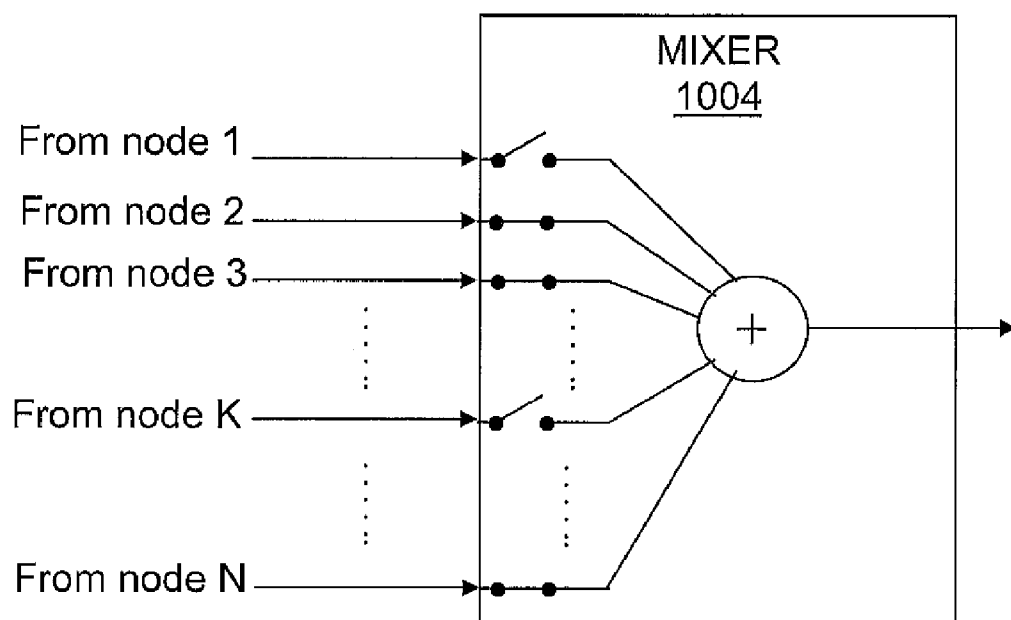 MIXER
1004
From node 1
From node 2
From node 3
From node K
From node N
+